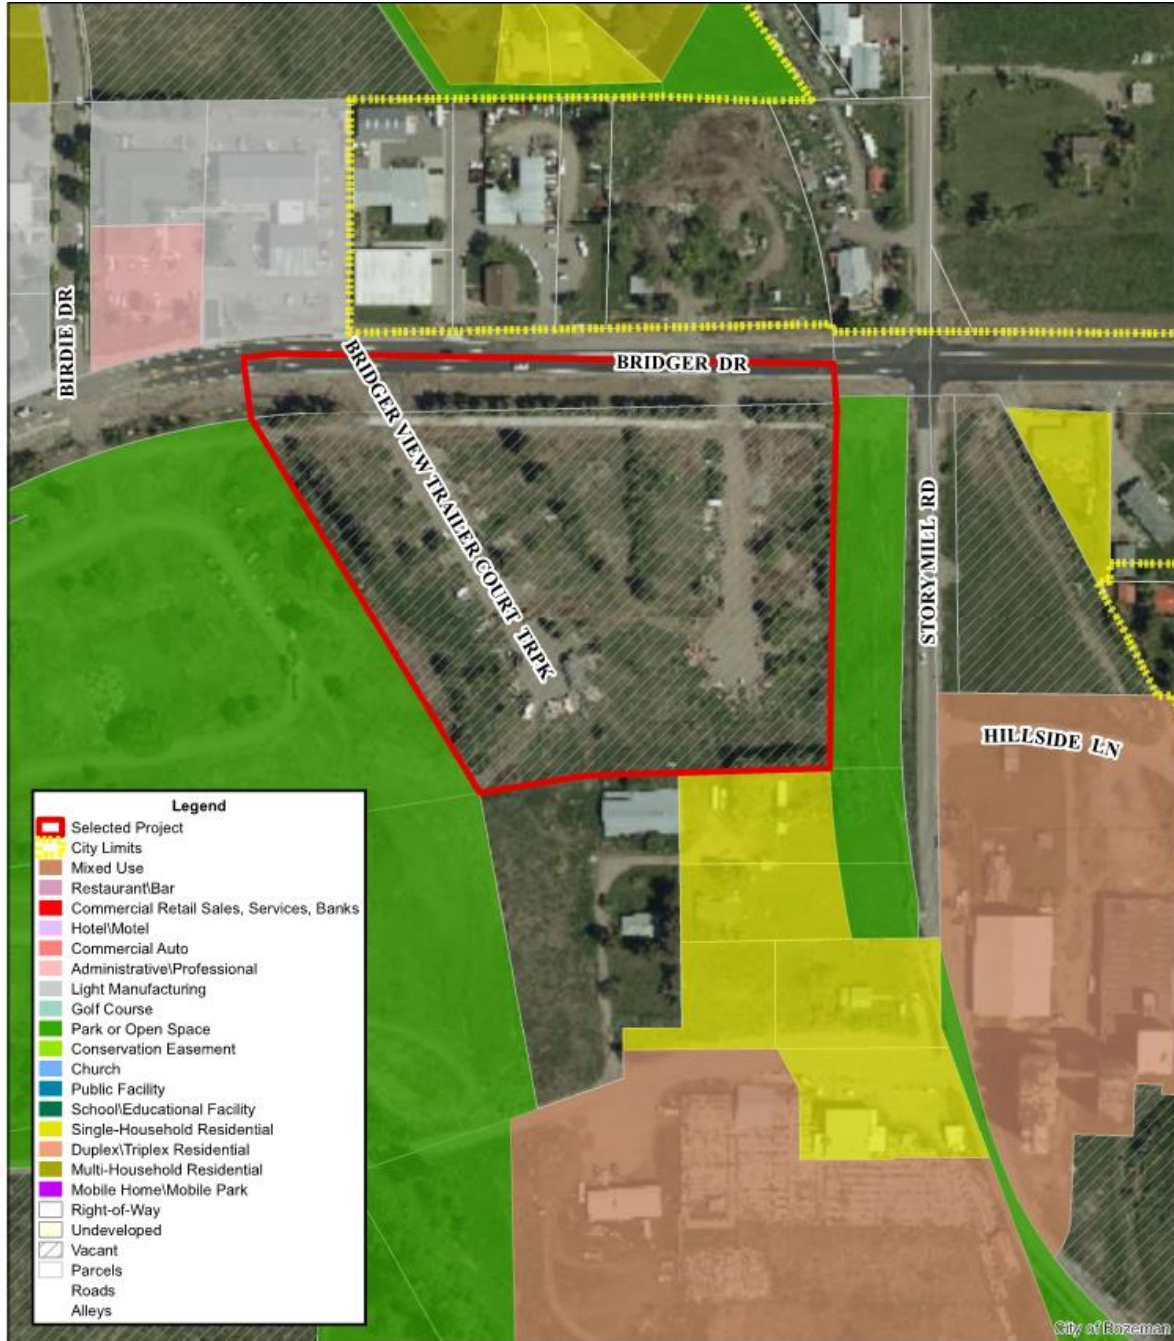 BIRDIE DR
BRIDGER DR
BRIDGER VIEW TRAILER COURT TRPK
STORY MILL RD
HILLSIDE LN
Legend
Selected Project
City Limits
Mixed Use
Restaurant\Bar
Commercial Retail Sales, Services, Banks
Hotel\Motel
Commercial Auto
Administrative\Professional
Light Manufacturing
Golf Course
Park or Open Space
Conservation Easement
Church
Public Facility
School\Educational Facility
Single-Household Residential
Duplex\Triplex Residential
Multi-Household Residential
Mobile Home\Mobile Park
Right-of-Way
Undeveloped
Vacant
Parcels
Roads
Alleys
City of Bozeman